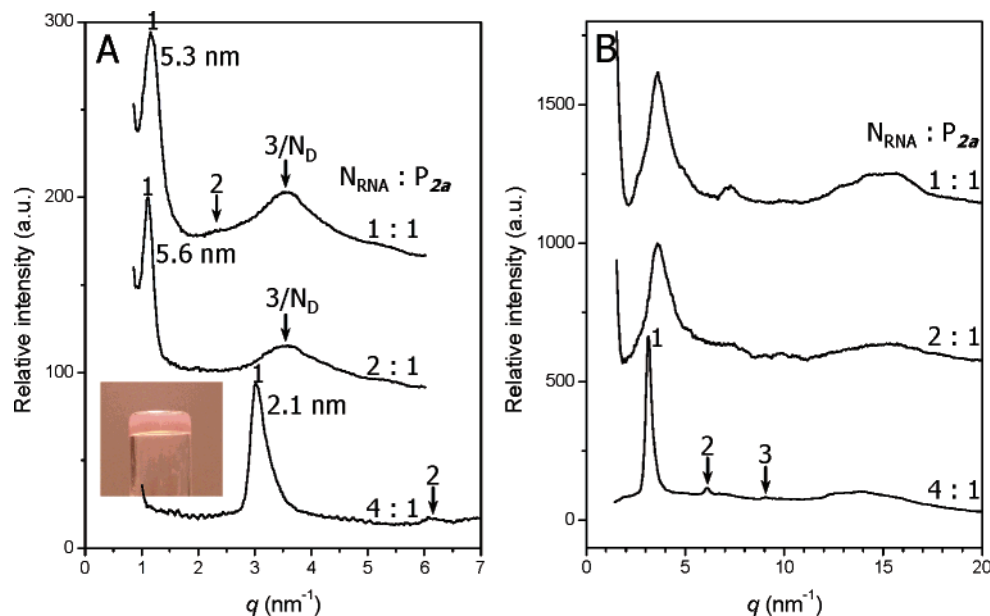 A
300
200
100
0
Relative intensity (a.u.)
1
5.3 nm
2
3/N_D
N_RNA : P_2a
1 : 1
1
5.6 nm
3/N_D
2 : 1
1
2.1 nm
2
4 : 1
0 1 2 3 4 5 6 7
q (nm⁻¹)
B
1500
1000
500
0
Relative intensity (a.u.)
N_RNA : P_2a
1 : 1
2 : 1
1
2
3
4 : 1
0 5 10 15 20
q (nm⁻¹)